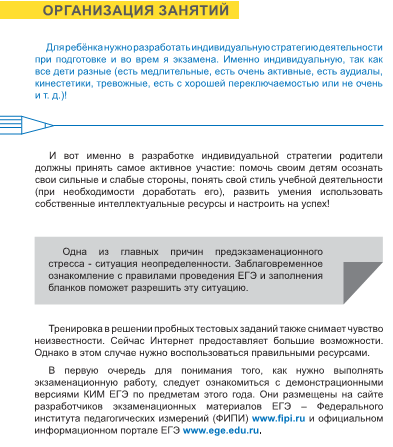 ОРГАНИЗАЦИЯ ЗАНЯТИЙ
Для ребёнка нужно разработать индивидуальную стратегию деятельности
при подготовке и во врем я экзамена. Именно индивидуальную, так как
все дети разные (есть медлительные, есть очень активные, есть аудиалы,
кинестетики, тревожные, есть с хорошей переключаемостью или не очень
и т. д.)!
И вот именно в разработке индивидуальной стратегии родители
должны принять самое активное участие: помочь своим детям осознать
свои сильные и слабые стороны, понять свой стиль учебной деятельности
(при необходимости доработать его), развить умения использовать
собственные интеллектуальные ресурсы и настроить на успех!
Одна из главных причин предэкзаменационного
стресса - ситуация неопределенности. Заблаговременное
ознакомление с правилами проведения ЕГЭ и заполнения
бланков поможет разрешить эту ситуацию.
Тренировка в решении пробных тестовых заданий также снимает чувство
неизвестности. Сейчас Интернет предоставляет большие возможности.
Однако в этом случае нужно воспользоваться правильными ресурсами.
В первую очередь для понимания того, как нужно выполнять
экзаменационную работу, следует ознакомиться с демонстрационными
версиями КИМ ЕГЭ по предметам этого года. Они размещены на сайте
разработчиков экзаменационных материалов ЕГЭ – Федерального
института педагогических измерений (ФИПИ) www.fipi.ru и официальном
информационном портале ЕГЭ www.ege.edu.ru.